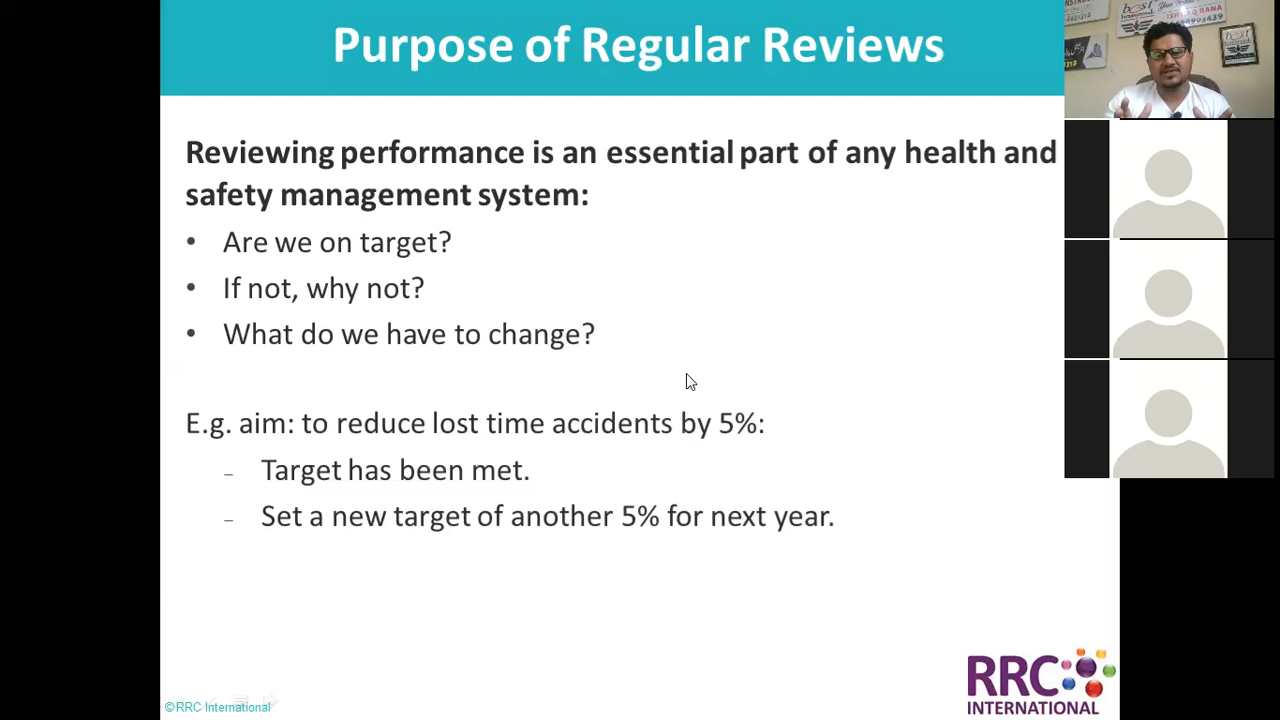 Purpose of Regular Reviews
Reviewing performance is an essential part of any health and
safety management system:
• Are we on target?
• If not, why not?
• What do we have to change?
E.g. aim: to reduce lost time accidents by 5%:
– Target has been met.
– Set a new target of another 5% for next year.
©RRC International
RRC
INTERNATIONAL
best